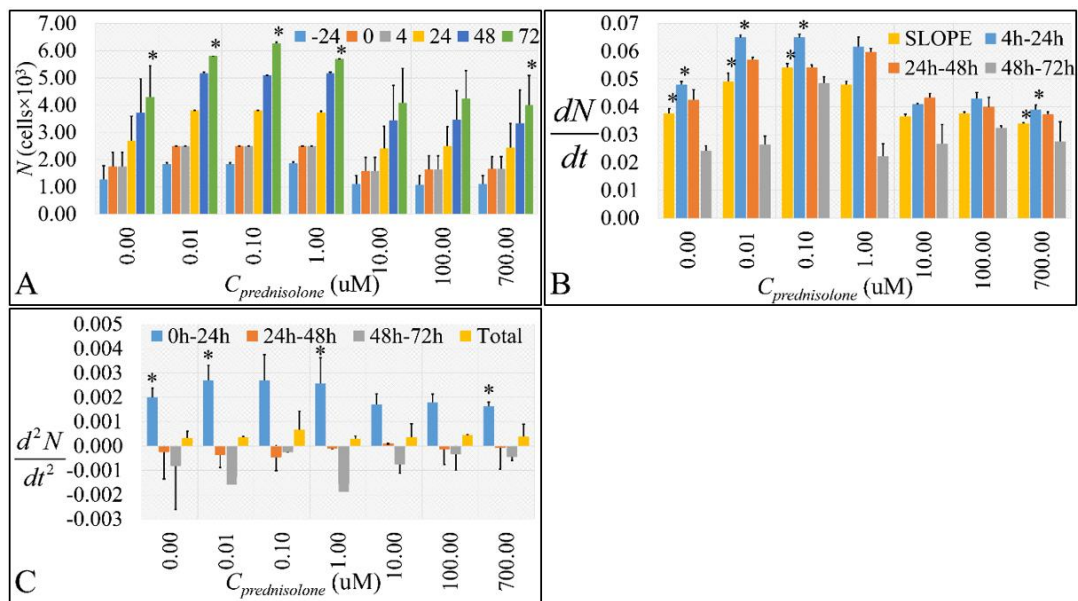 7.00
6.00
5.00
4.00
3.00
2.00
1.00
0.00
N (cells×10³)
-24 0 4 24 48 72
* * * * *
0.00 0.01 0.10 1.00 10.00 100.00 700.00
A
C prednisolone (uM)
0.07
0.06
0.05
0.04
0.03
0.02
0.01
0.00
dN
dt
SLOPE 4h-24h
24h-48h 48h-72h
* * * * * * * *
0.00 0.01 0.10 1.00 10.00 100.00 700.00
B
C prednisolone (uM)
0.005
0.004
0.003
0.002
0.001
0.000
-0.001
-0.002
-0.003
d²N
dt²
0h-24h 24h-48h 48h-72h Total
* * * *
0.00 0.01 0.10 1.00 10.00 100.00 700.00
C
C prednisolone (uM)